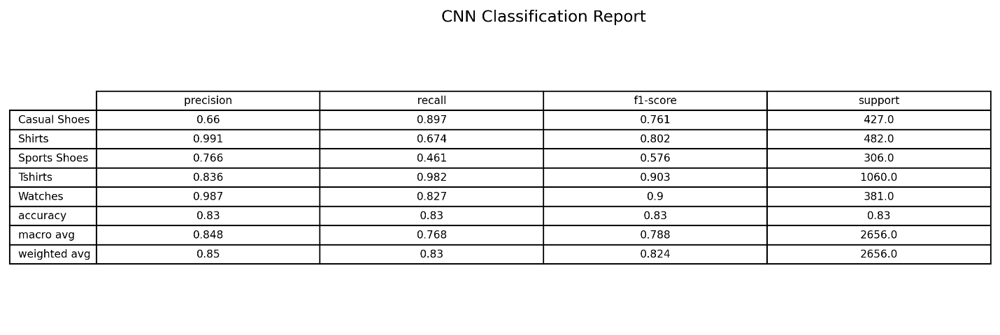 CNN Classification Report
precision recall f1-score support
Casual Shoes 0.66 0.897 0.761 427.0
Shirts 0.991 0.674 0.802 482.0
Sports Shoes 0.766 0.461 0.576 306.0
Tshirts 0.836 0.982 0.903 1060.0
Watches 0.987 0.827 0.9 381.0
accuracy 0.83 0.83 0.83 0.83
macro avg 0.848 0.768 0.788 2656.0
weighted avg 0.85 0.83 0.824 2656.0